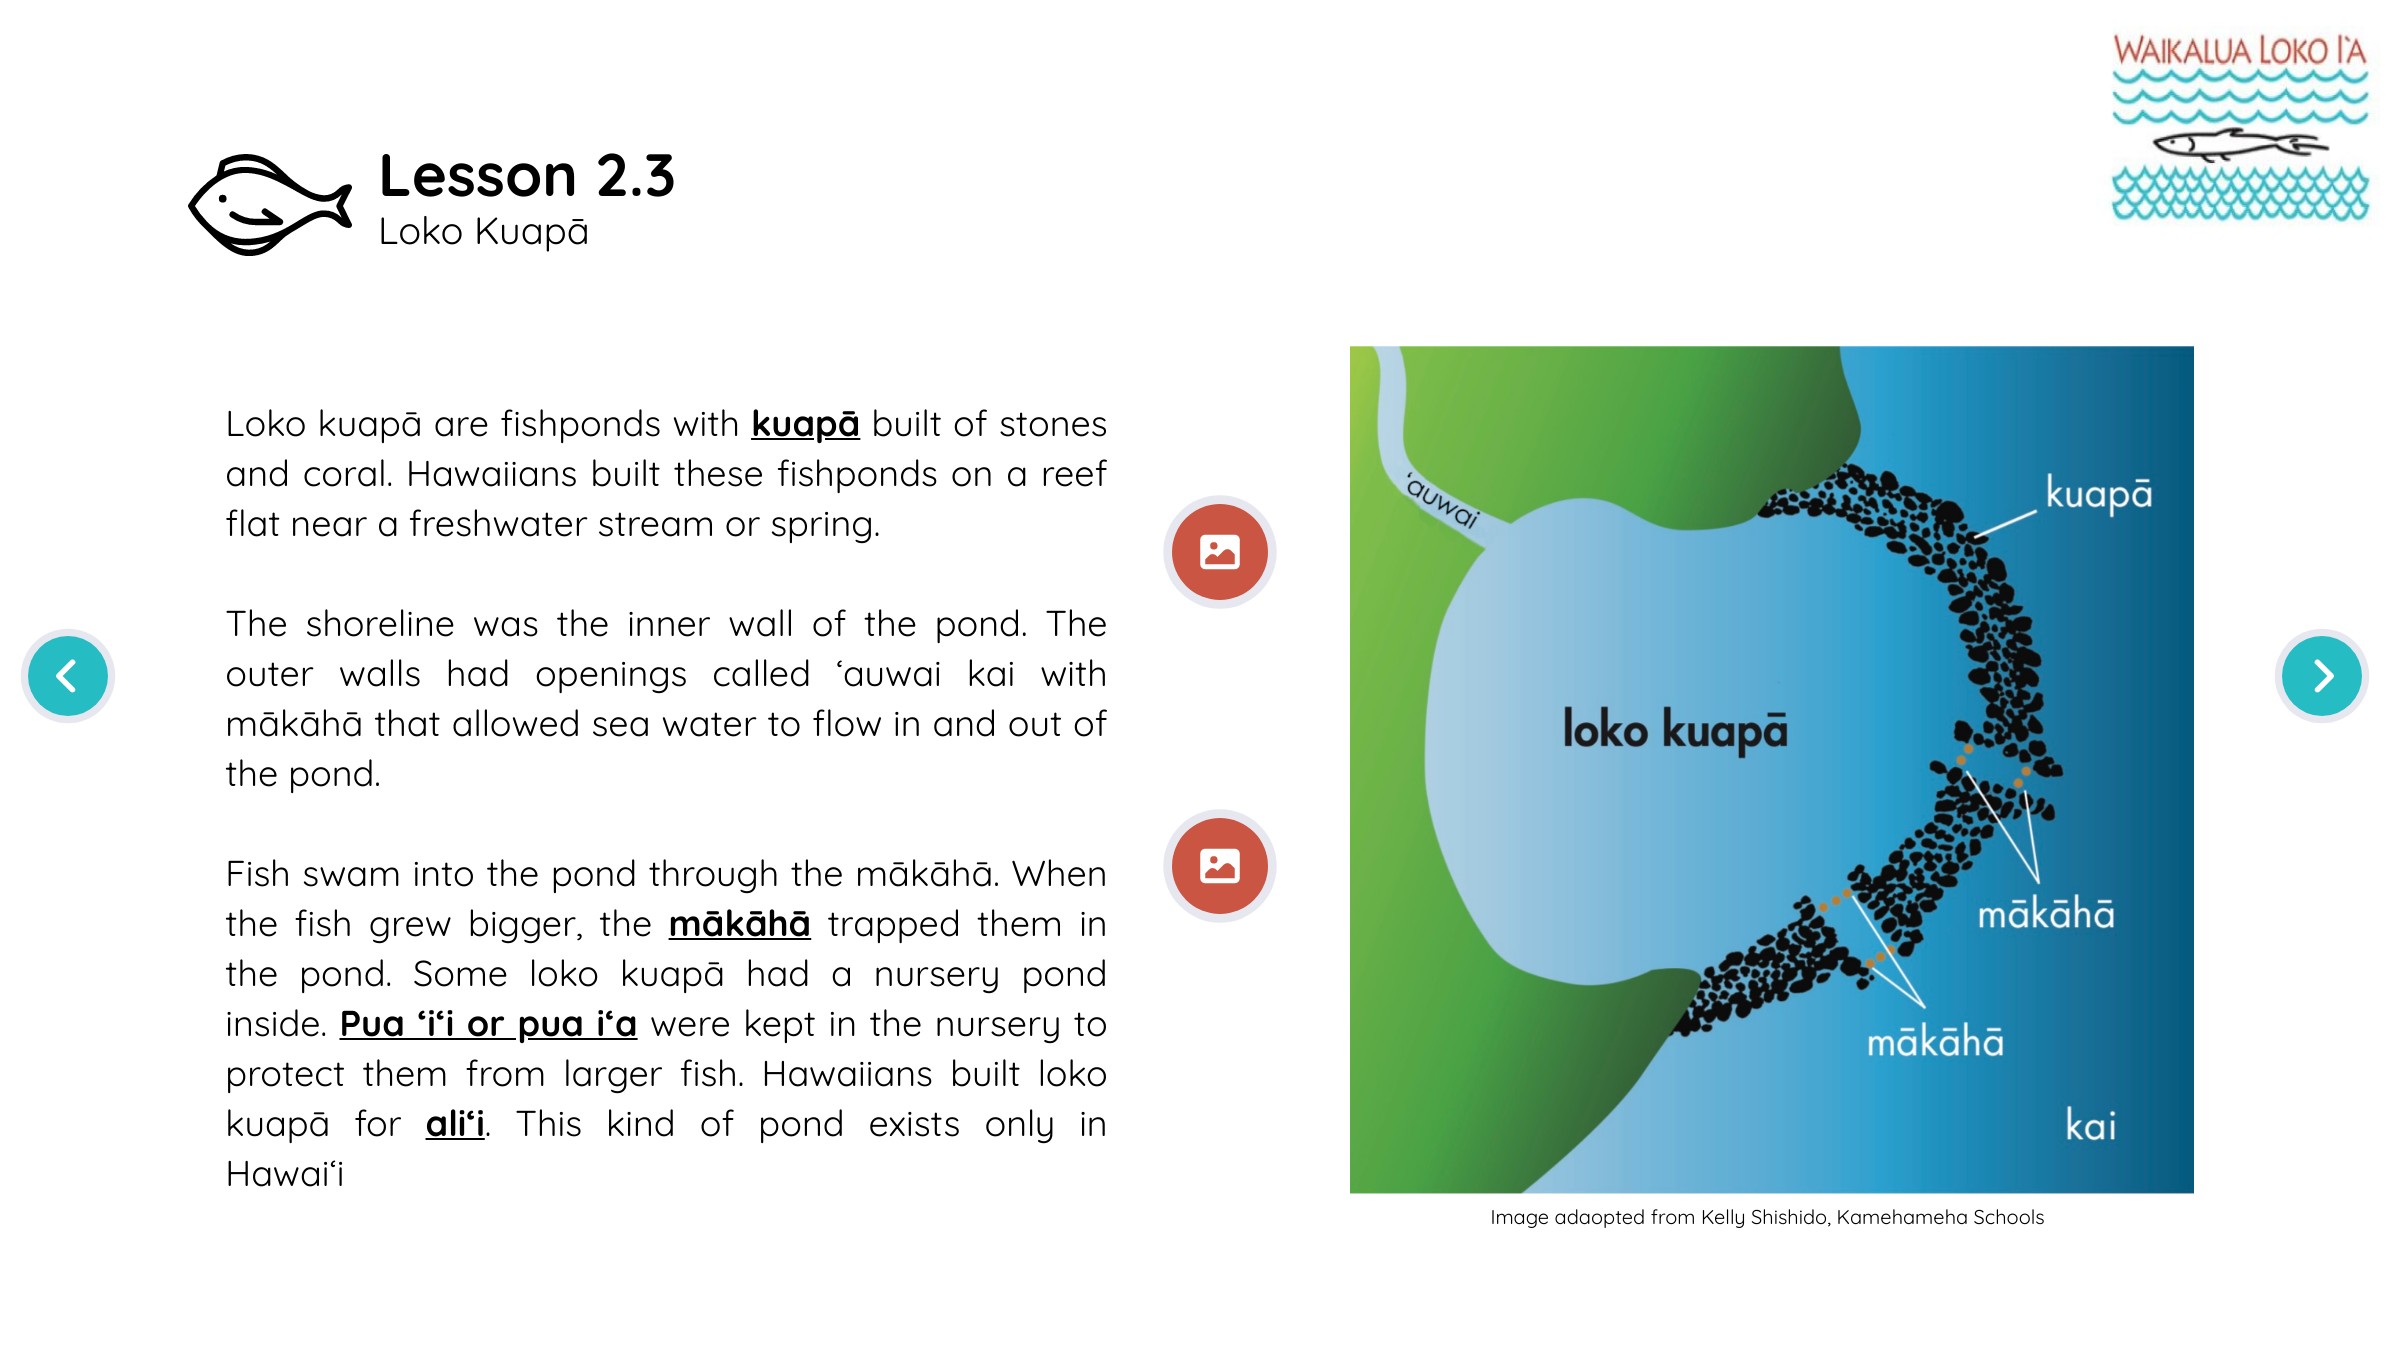 WAIKALUA LOKO I'A
Lesson 2.3
Loko Kuapā
Loko kuapā are fishponds with kuapā built of stones
and coral. Hawaiians built these fishponds on a reef
flat near a freshwater stream or spring.
The shoreline was the inner wall of the pond. The
outer walls had openings called ʻauwai kai with
mākāhā that allowed sea water to flow in and out of
the pond.
Fish swam into the pond through the mākāhā. When
the fish grew bigger, the mākāhā trapped them in
the pond. Some loko kuapā had a nursery pond
inside. Pua ʻiʻi or pua iʻa were kept in the nursery to
protect them from larger fish. Hawaiians built loko
kuapā for aliʻi. This kind of pond exists only in
Hawaiʻi
ʻauwai
kuapā
loko kuapā
mākāhā
mākāhā
kai
Image adaopted from Kelly Shishido, Kamehameha Schools